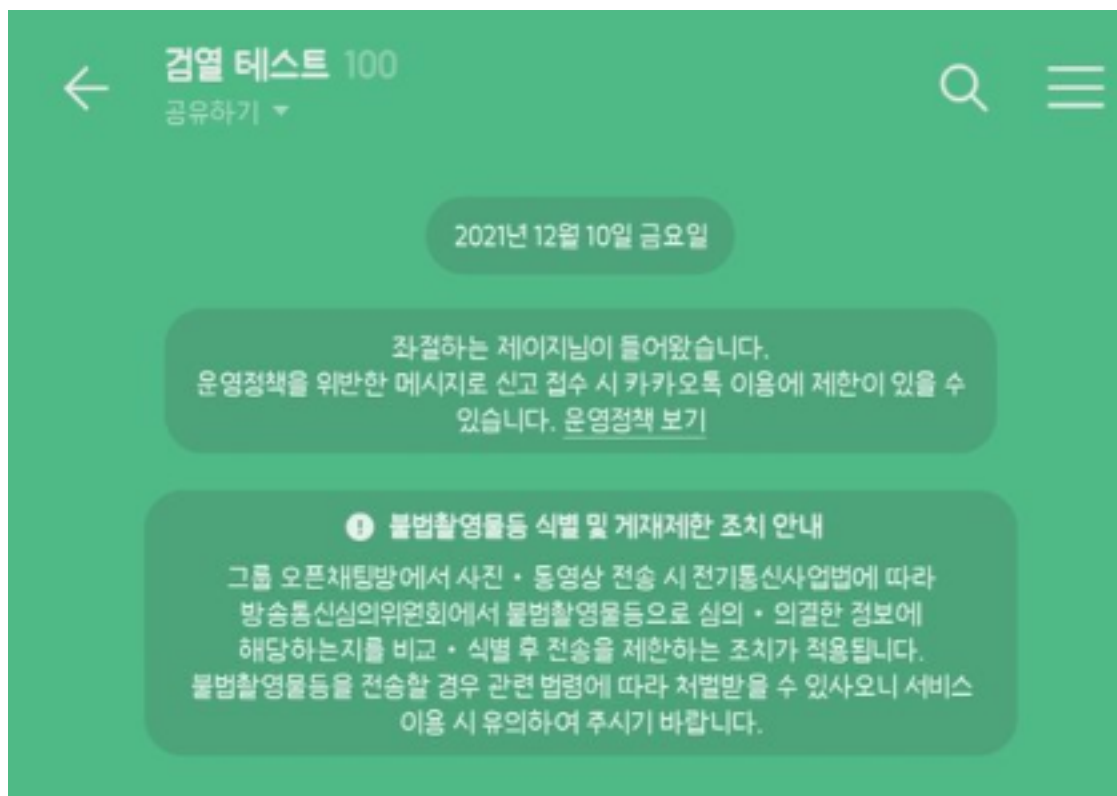 검열 테스트 100
공유하기
2021년 12월 10일 금요일
좌절하는 제이지님이 들어왔습니다.
운영정책을 위반한 메시지로 신고 접수 시 카카오톡 이용에 제한이 있을 수
있습니다. 운영정책 보기
불법촬영물등 식별 및 게재제한 조치 안내
그룹 오픈채팅방에서 사진 • 동영상 전송 시 전기통신사업법에 따라
방송통신심의위원회에서 불법촬영물등으로 심의 • 의결한 정보에
해당하는지를 비교 • 식별 후 전송을 제한하는 조치가 적용됩니다.
불법촬영물등을 전송할 경우 관련 법령에 따라 처벌받을 수 있사오니 서비스
이용 시 유의하여 주시기 바랍니다.